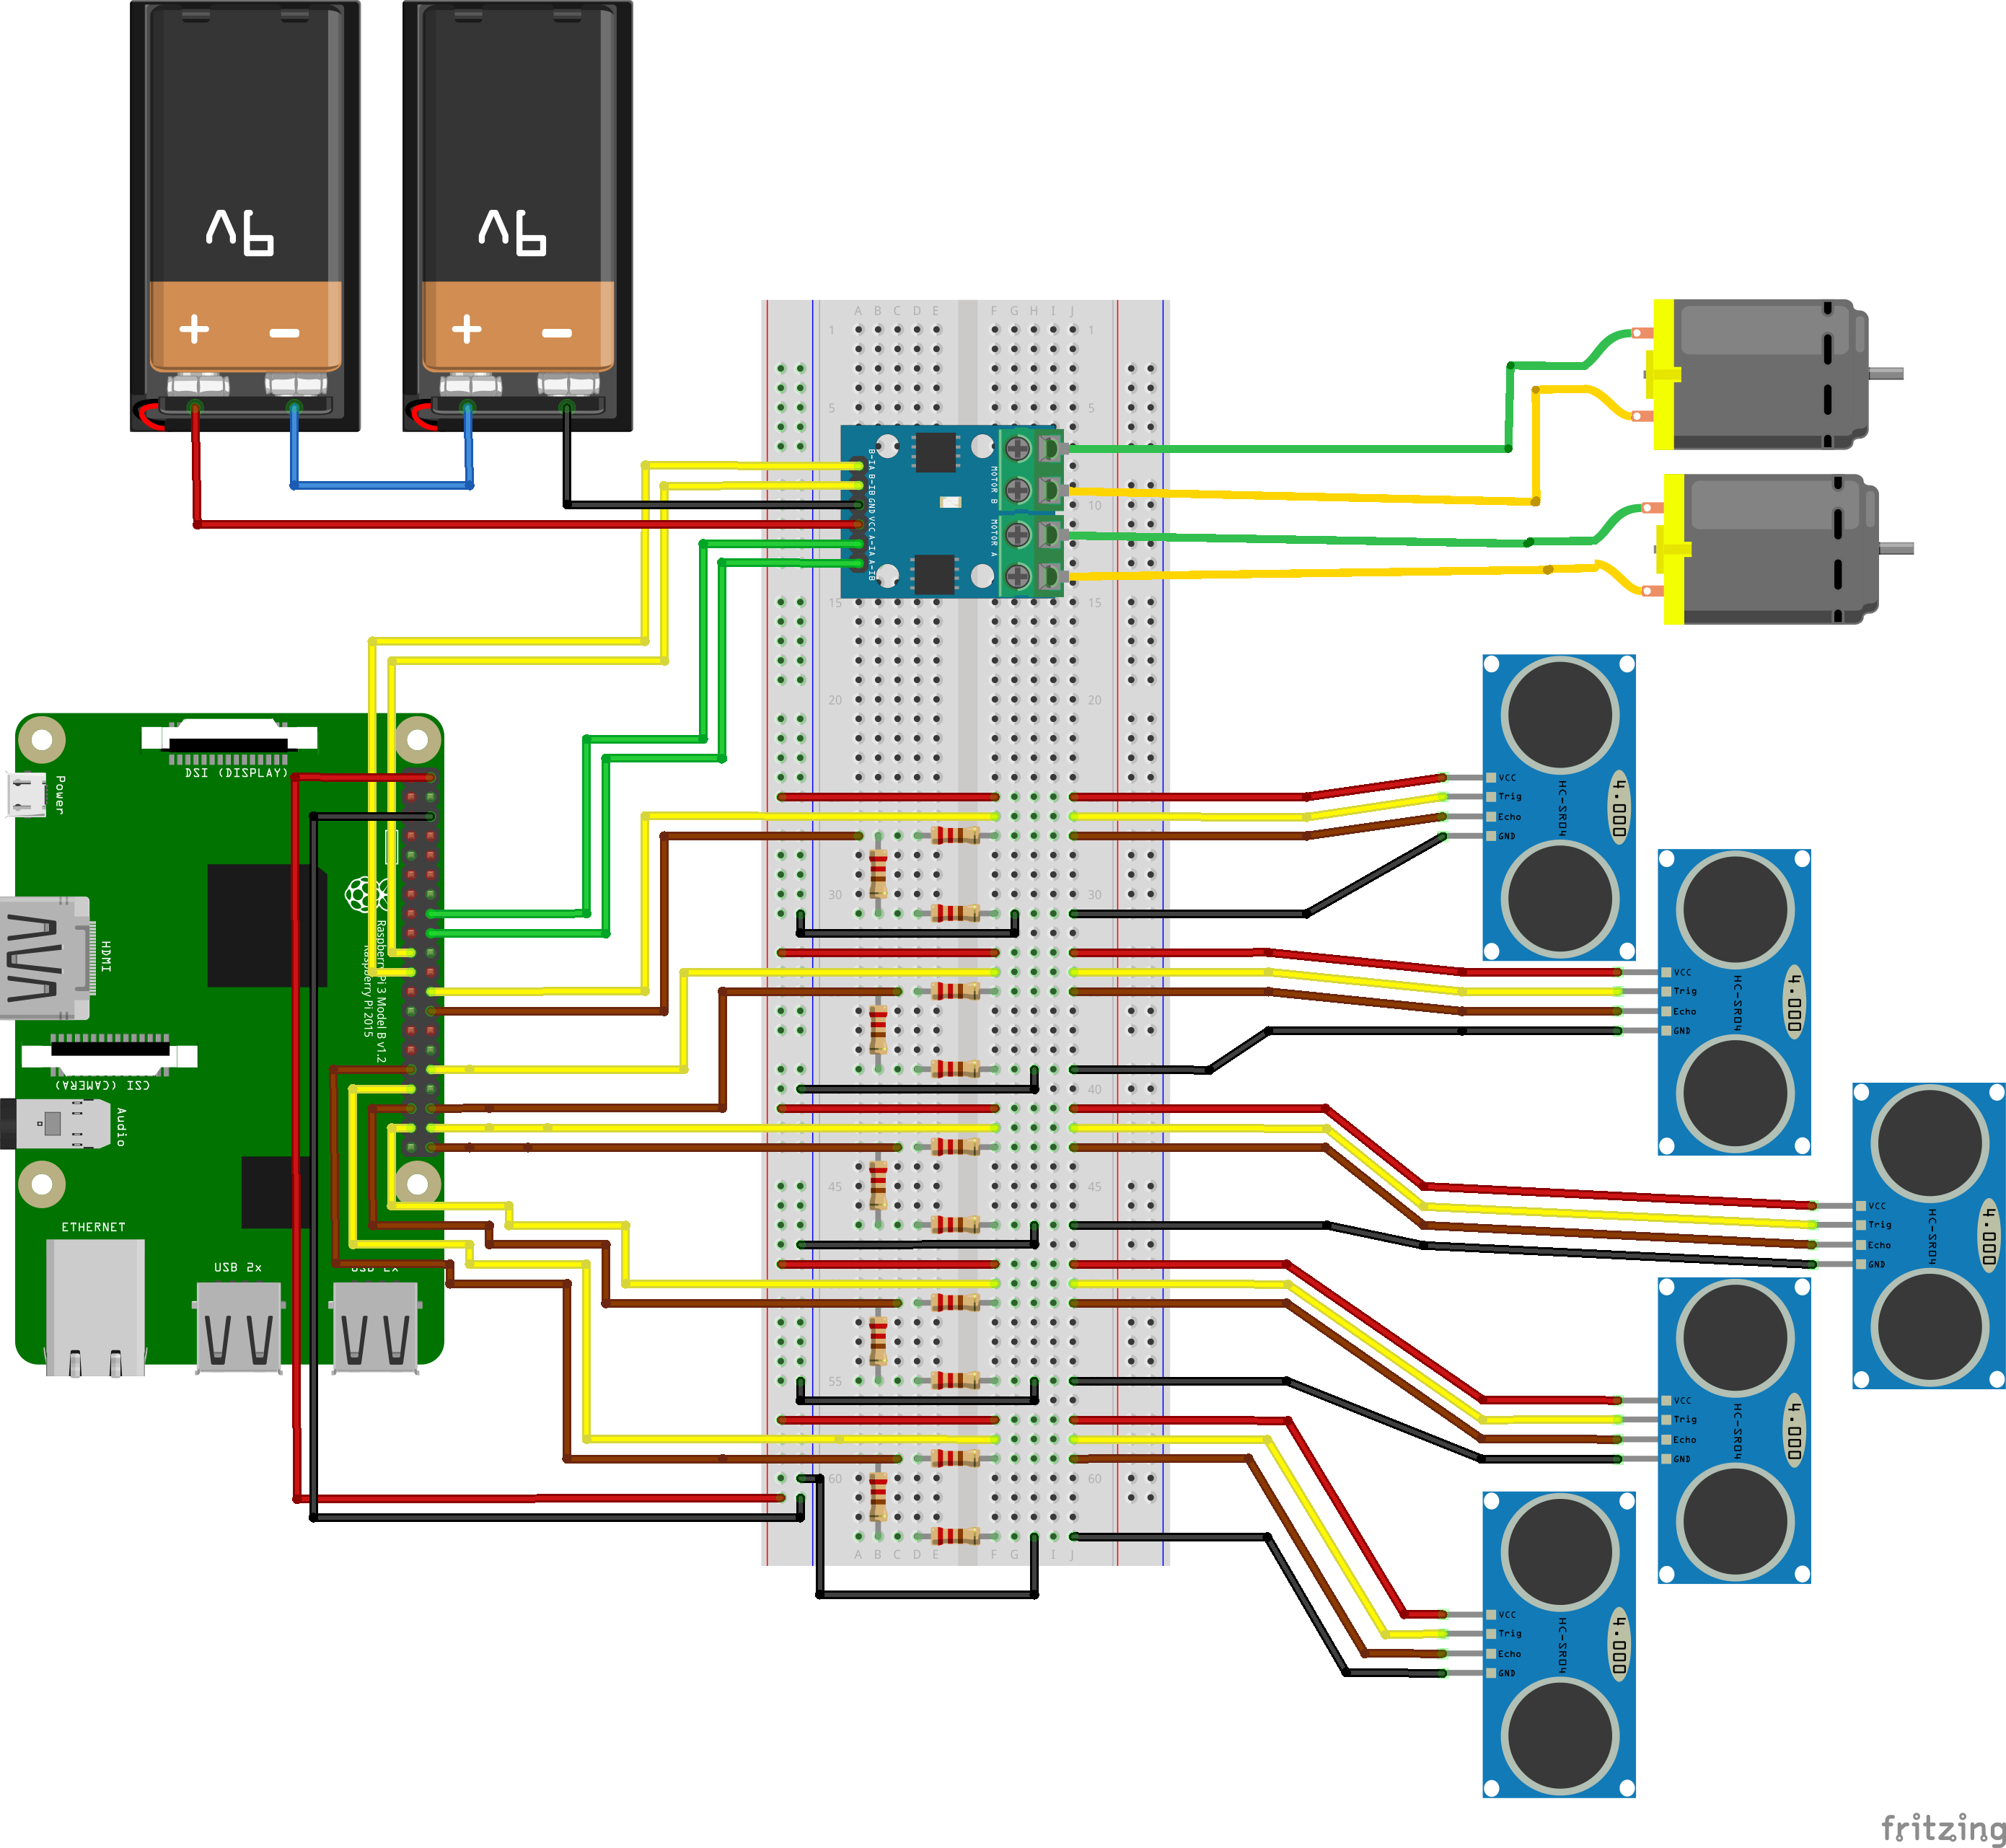 9V
9V
A B C D E F G H I J
1 1
5 5
B-IA B-IB GND VCC A-IA A-IB
MOTOR B
MOTOR A
10
15 15
20 20
30 30
40
45 45
55
60 60
A B C D E F G H I J
DSI (DISPLAY)
Power
HDMI
Raspberry Pi 3 Model B v1.2
Raspberry Pi 2015
CSI (CAMERA)
Audio
ETHERNET
USB 2x
USB 2x
VCC
Trig
Echo
GND
HC-SR04
4.000
VCC
Trig
Echo
GND
HC-SR04
4.000
VCC
Trig
Echo
GND
HC-SR04
4.000
VCC
Trig
Echo
GND
HC-SR04
4.000
VCC
Trig
Echo
GND
HC-SR04
4.000
fritzing